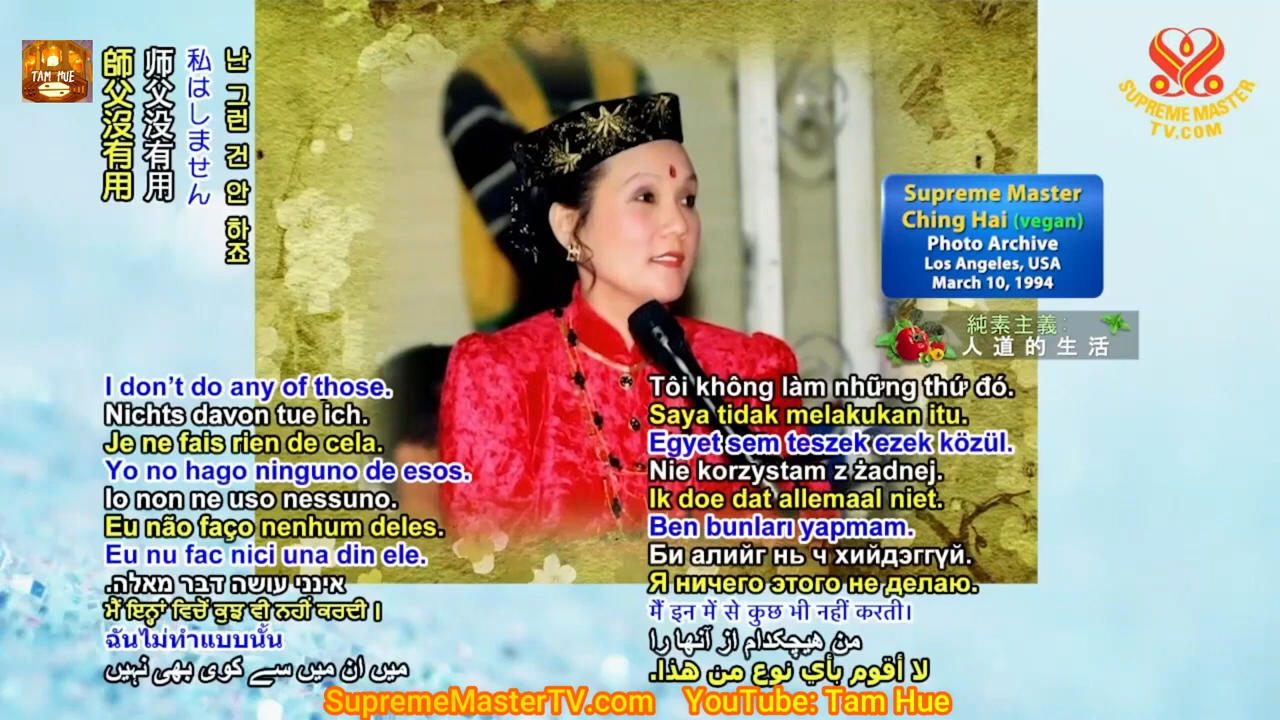 TAM HUE
師父沒有用
师父没有用
私はしません
난 그런 건 안 하죠
SUPREME MASTER
TV.COM
Supreme Master
Ching Hai (vegan)
Photo Archive
Los Angeles, USA
March 10, 1994
純素主義:
人道的生活
I don't do any of those.
Nichts davon tue ich.
Je ne fais rien de cela.
Yo no hago ninguno de esos.
Io non ne uso nessuno.
Eu não faço nenhum deles.
Eu nu fac nici una din ele.
אינני עושה דבר מאלה.
ਮੈਂ ਇਨ੍ਹਾਂ ਵਿਚੋਂ ਕੁਝ ਵੀ ਨਹੀਂ ਕਰਦੀ।
ฉันไม่ทำแบบนั้น
میں ان میں سے کوی بھی نہیں
Tôi không làm những thứ đó.
Saya tidak melakukan itu.
Egyet sem teszek ezek közül.
Nie korzystam z żadnej.
Ik doe dat allemaal niet.
Ben bunları yapmam.
Би алийг нь ч хийдэггүй.
Я ничего этого не делаю.
मैं इन में से कुछ भी नहीं करती।
من هیچکدام از آنها را
لا أقوم بأي نوع من هذا.
SupremeMasterTV.com YouTube: Tam Hue